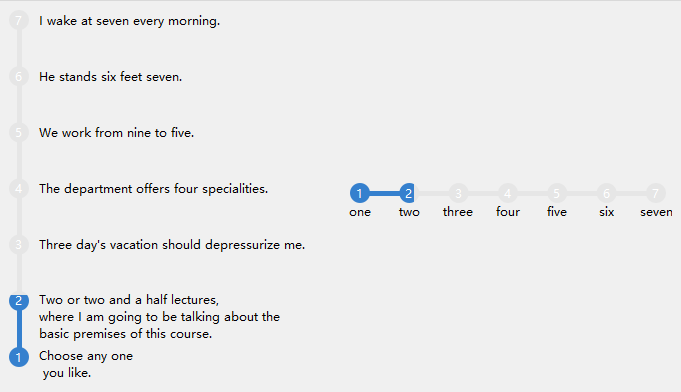 7 I wake at seven every morning.
6 He stands six feet seven.
5 We work from nine to five.
4 The department offers four specialities.
3 Three day's vacation should depressurize me.
2 Two or two and a half lectures,
where I am going to be talking about the
basic premises of this course.
1 Choose any one
you like.
1 2 3 4 5 6 7
one two three four five six seven